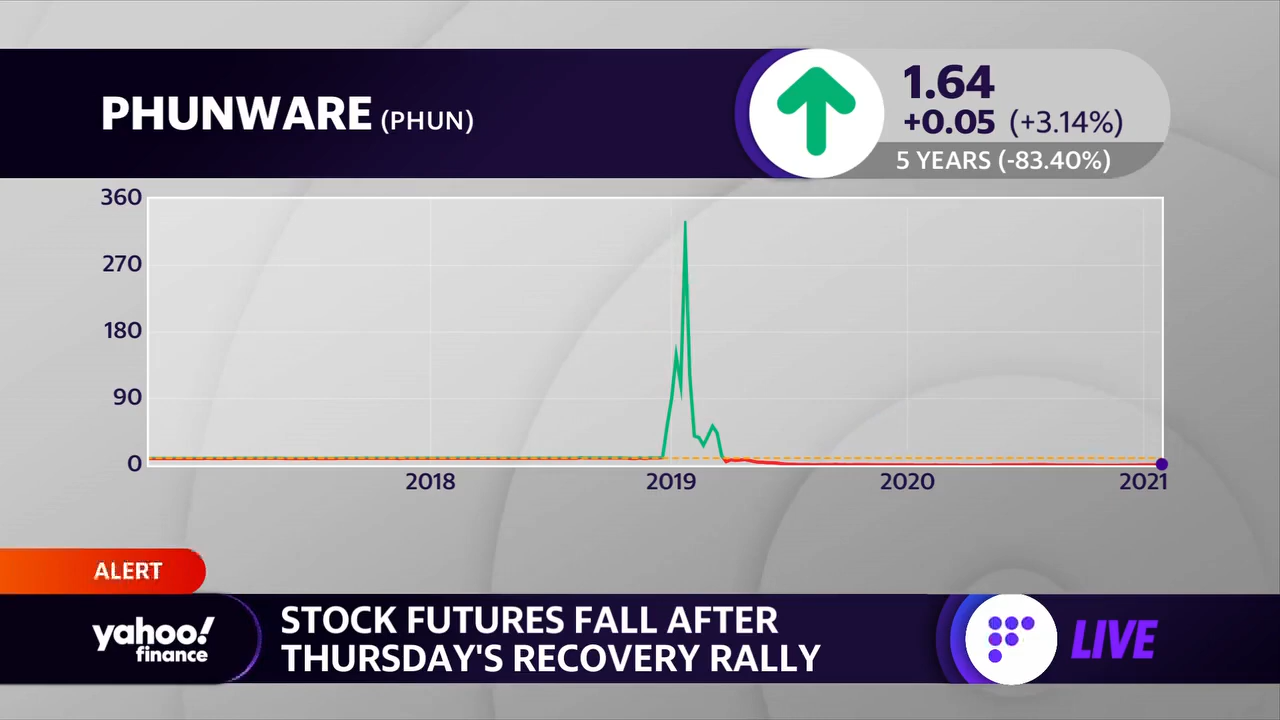 PHUNWARE (PHUN)
1.64
+0.05 (+3.14%)
5 YEARS (-83.40%)
360
270
180
90
0
2018
2019
2020
2021
ALERT
yahoo!
finance
STOCK FUTURES FALL AFTER
THURSDAY'S RECOVERY RALLY
LIVE